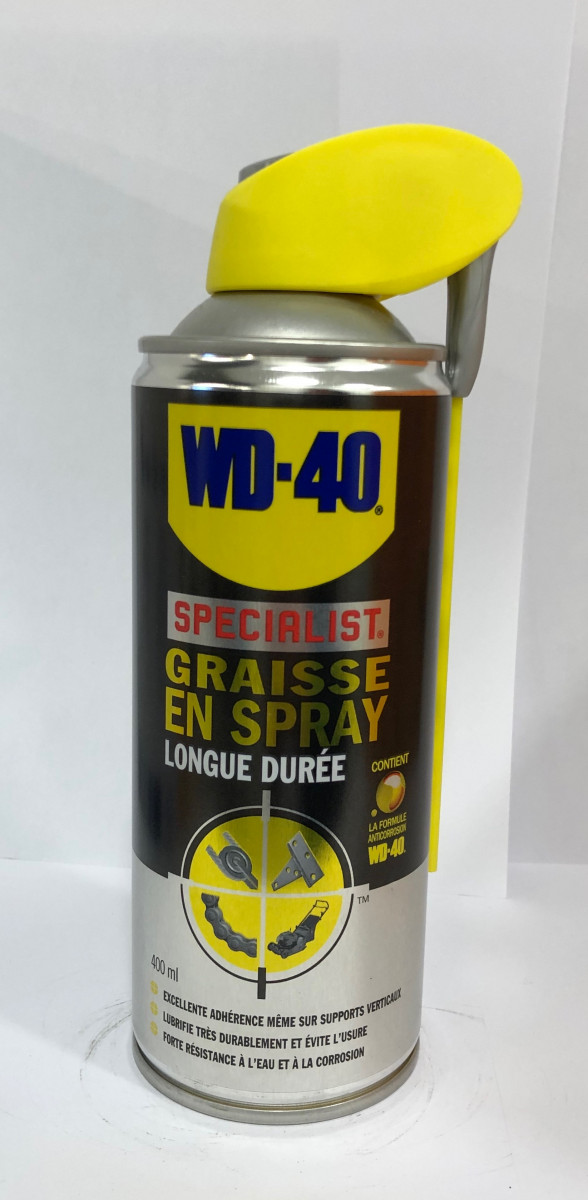 WD-40®
SPECIALIST®
GRAISSE
EN SPRAY
LONGUE DURÉE
CONTIENT
®
LA FORMULE
ANTICORROSION
WD-40®
TM
400 ml
EXCELLENTE ADHÉRENCE MÊME SUR SUPPORTS VERTICAUX
LUBRIFIE TRÈS DURABLEMENT ET ÉVITE L'USURE
FORTE RÉSISTANCE À L'EAU ET À LA CORROSION